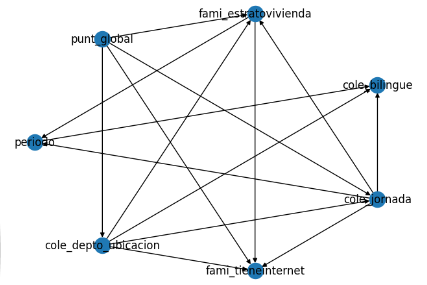 fami_estratovivienda
punt_global
cole_bilingue
periodo
cole_jornada
cole_depto_ubicacion
fami_tieneinternet